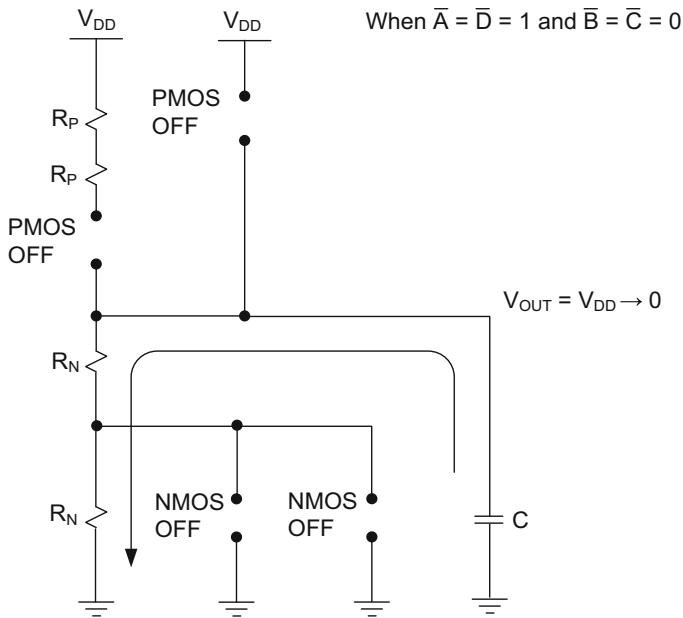 V_DD
V_DD
When A̅ = D̅ = 1 and B̅ = C̅ = 0
PMOS
OFF
R_P
R_P
PMOS
OFF
V_OUT = V_DD → 0
R_N
R_N
NMOS
OFF
NMOS
OFF
C